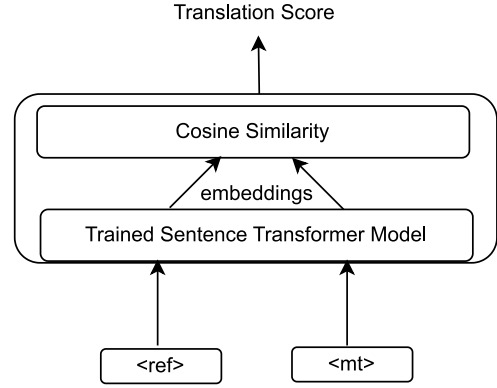 Translation Score
Cosine Similarity
embeddings
Trained Sentence Transformer Model
<ref>
<mt>